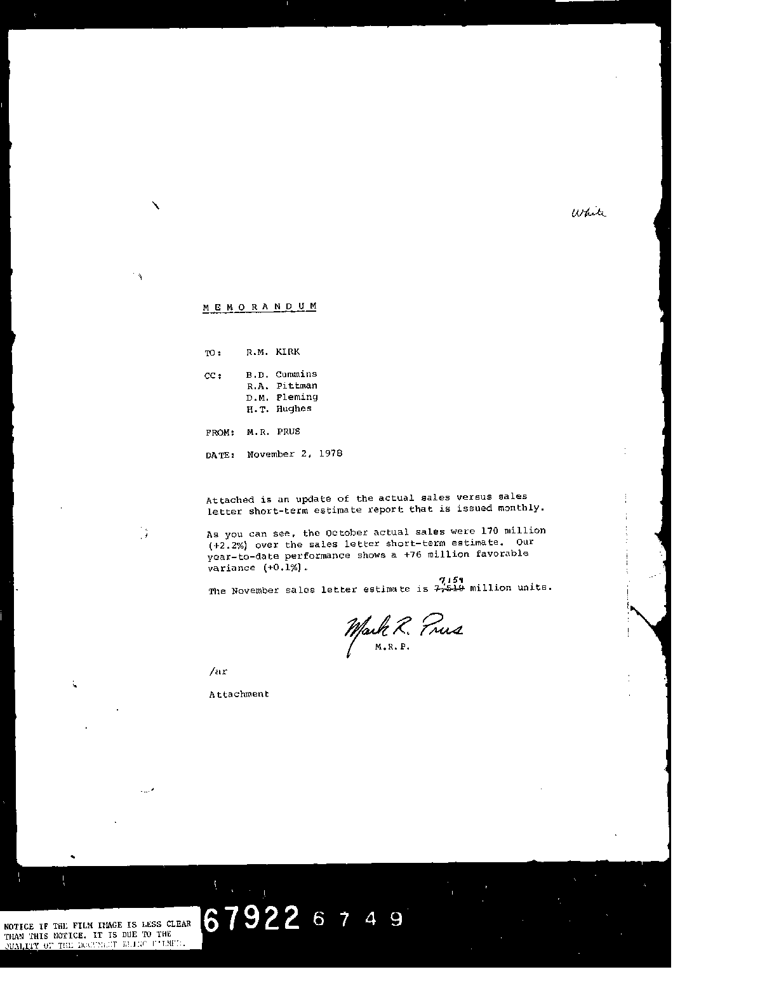 White
MEMORANDUM
TO: R.M. KIRK
CC: B.D. Cummins
R.A. Pittman
D.M. Fleming
H.T. Hughes
FROM: M.R. PRUS
DATE: November 2, 1978
Attached is an update of the actual sales versus sales
letter short-term estimate report that is issued monthly.
As you can see, the October actual sales were 170 million
(+2.2%) over the sales letter short-term estimate. Our
year-to-date performance shows a +76 million favorable
variance (+0.1%).
7,159
The November sales letter estimate is 7,510 million units.
Mark R. Prus
M.R.P.
/ar
Attachment
67922 6749
NOTICE IF THE FILM IMAGE IS LESS CLEAR
THAN THIS NOTICE, IT IS DUE TO THE
QUALITY OF THE DOCUMENT BEING FILMED.